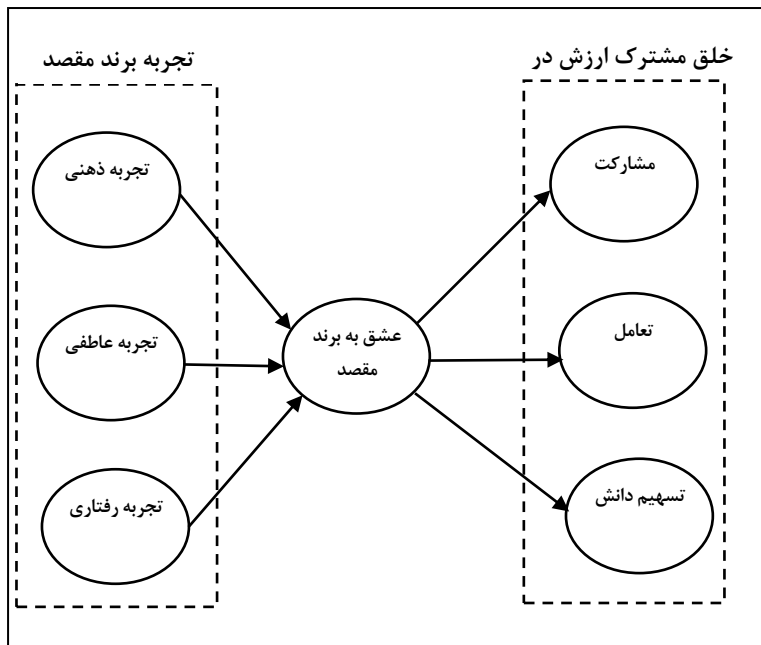 خلق مشترک ارزش در
تجربه برند مقصد
مشارکت
تجربه ذهنی
تعامل
عشق به برند
مقصد
تجربه عاطفی
تسهیم دانش
تجربه رفتاری